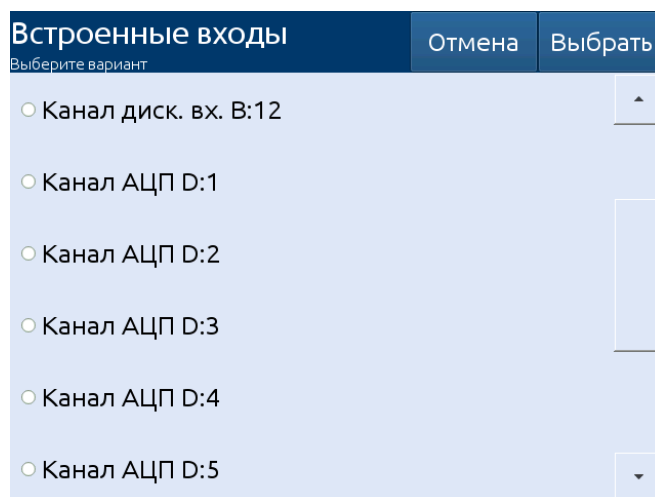 Встроенные входы
Выберите вариант
Отмена
Выбрать
Канал диск. вх. B:12
Канал АЦП D:1
Канал АЦП D:2
Канал АЦП D:3
Канал АЦП D:4
Канал АЦП D:5